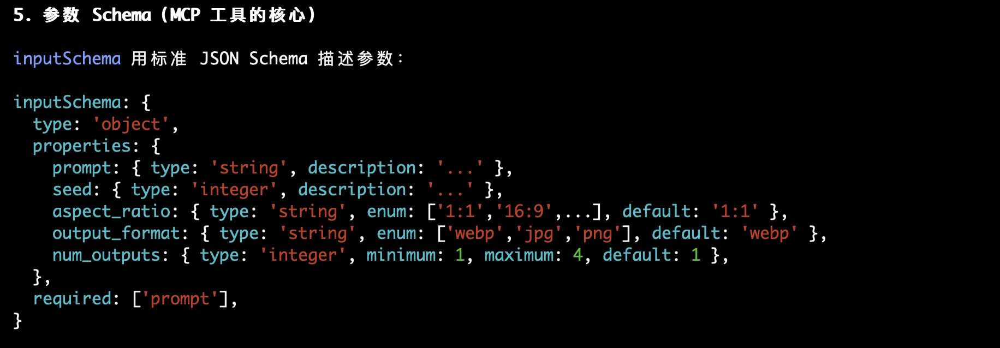 5. 参数 Schema（MCP 工具的核心）
inputSchema 用标准 JSON Schema 描述参数：
inputSchema: {
  type: 'object',
  properties: {
    prompt: { type: 'string', description: '...' },
    seed: { type: 'integer', description: '...' },
    aspect_ratio: { type: 'string', enum: ['1:1','16:9',...], default: '1:1' },
    output_format: { type: 'string', enum: ['webp','jpg','png'], default: 'webp' },
    num_outputs: { type: 'integer', minimum: 1, maximum: 4, default: 1 },
  },
  required: ['prompt'],
}